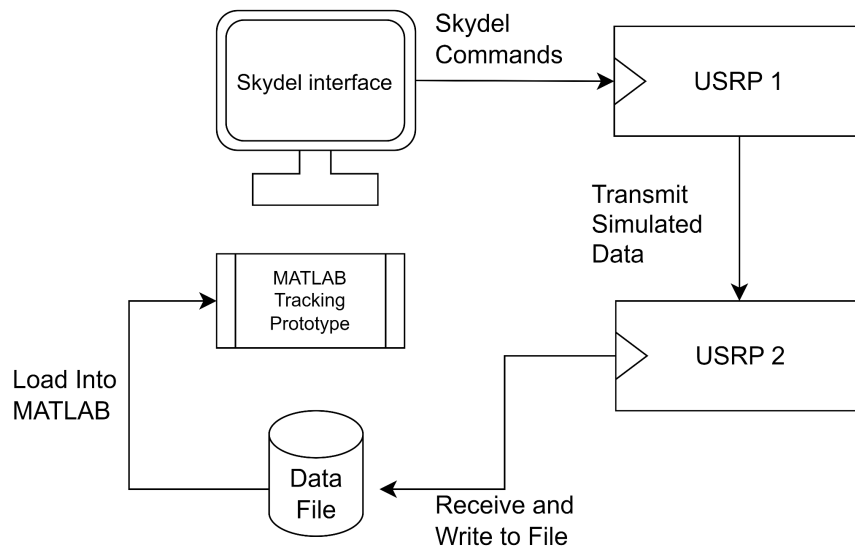 Skydel
Commands
Skydel interface
USRP 1
Transmit
Simulated
Data
MATLAB
Tracking
Prototype
USRP 2
Load Into
MATLAB
Data
File
Receive and
Write to File